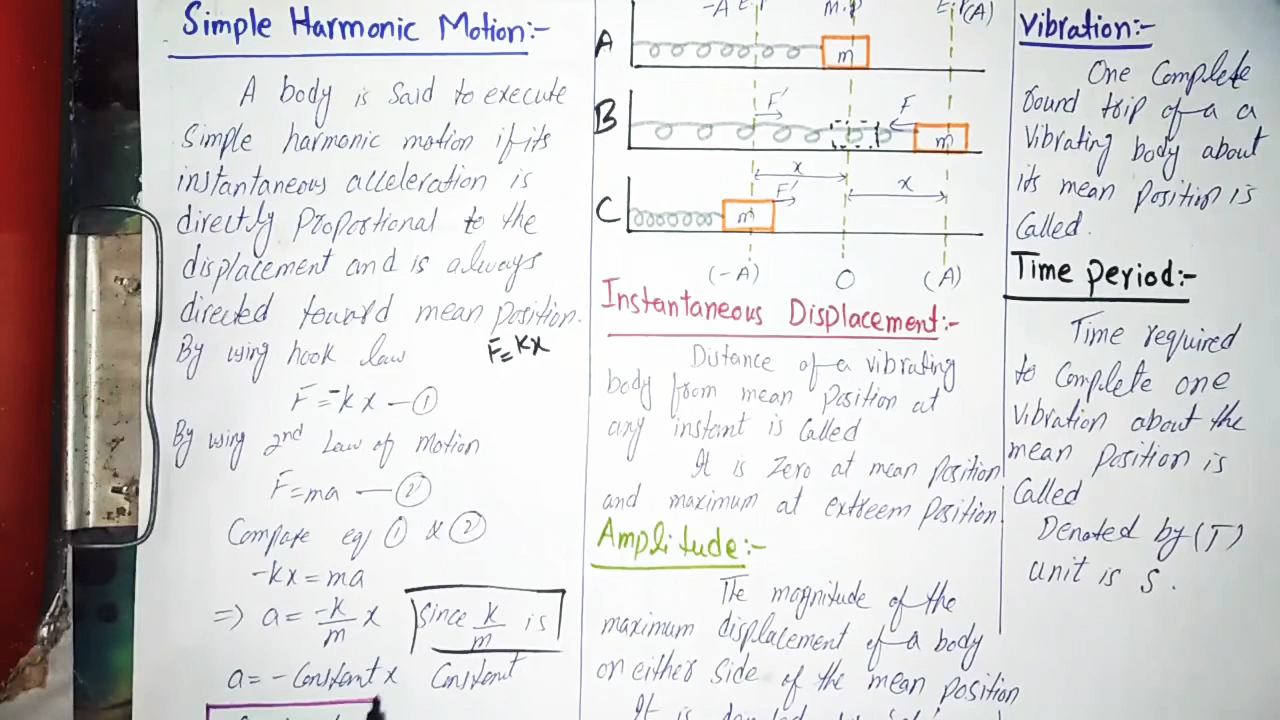 Simple Harmonic Motion:-
A body is Said to execute
Simple harmonic motion if its
instantaneous alleleration is
directly Proportional to the
displacement and is always
directed toward mean Position.
By using hook law F=kx
F=-kx-①
By using 2nd Law of Motion
F=ma-②
Compare eq ① & ②
-kx=ma
⇒ a= -k/m x
Since k/m is
Constant
a= - Constant x
-A
M.P
(A)
A
m
B
F'
F
m
x
x
C
m
F'
(-A)
O
(A)
Instantaneous Displacement:-
Distance of a vibrating
body from mean Position at
any instant is Called
It is Zero at mean Position
and maximum at extreem Position.
Amplitude:-
The magnitude of the
maximum displacement of a body
on either side of the mean position
It is
Vibration:-
One Complete
round trip of a a
Vibrating body about
its mean Position is
Called.
Time Period:-
Time required
to Complete one
Vibration about the
mean Position is
Called
Denoted by (T)
unit is S.